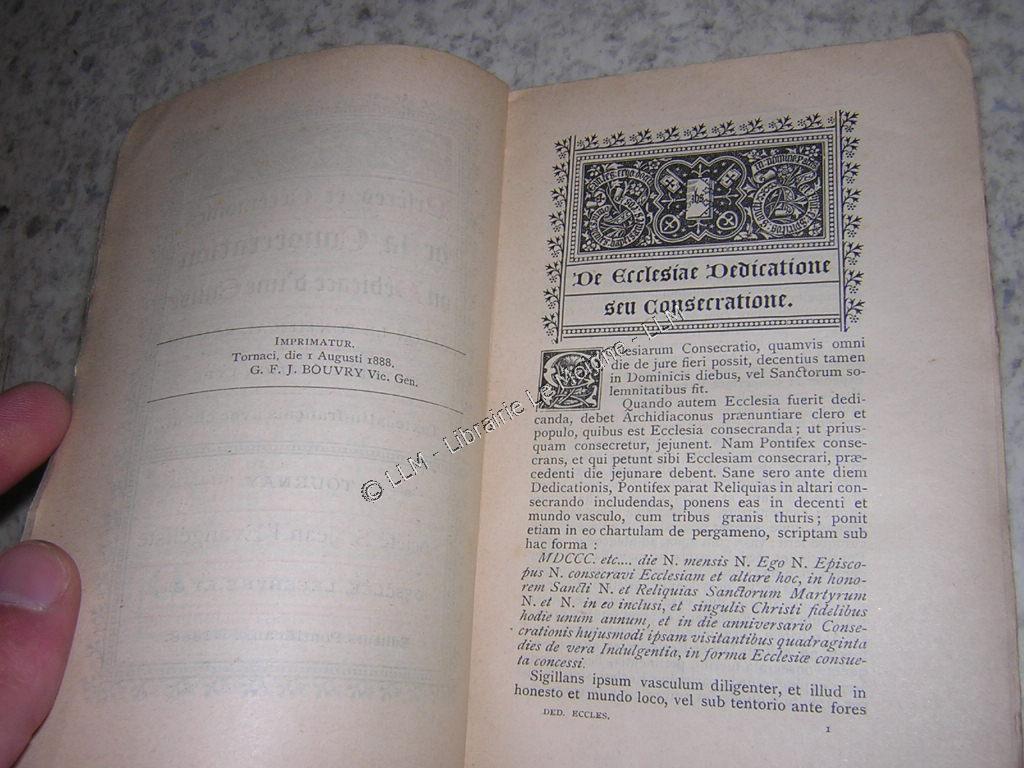 IMPRIMATUR.
Tornaci, die 1 Augusti 1888.
G. F. J. BOUVRY Vic. Gen.
TOURNAY
ihs
De Ecclesiae Dedicatione
seu Consecratione.
Ecclesiarum Consecratio, quamvis omni
die de jure fieri possit, decentius tamen
in Dominicis diebus, vel Sanctorum so-
lemnitatibus fit.
Quando autem Ecclesia fuerit dedi-
canda, debet Archidiaconus prænuntiare clero et
populo, quibus est Ecclesia consecranda ; ut prius-
quam consecretur, jejunent. Nam Pontifex conse-
crans, et qui petunt sibi Ecclesiam consecrari, præ-
cedenti die jejunare debent. Sane sero ante diem
Dedicationis, Pontifex parat Reliquias in altari con-
secrando includendas, ponens eas in decenti et
mundo vasculo, cum tribus granis thuris ; ponit
etiam in eo chartulam de pergameno, scriptam sub
hac forma :
MDCCC. etc.... die N. mensis N. Ego N. Episco-
pus N. consecravi Ecclesiam et altare hoc, in hono-
rem Sancti N. et Reliquias Sanctorum Martyrum
N. et N. in eo inclusi, et singulis Christi fidelibus
hodie unum annum, et in die anniversario Conse-
crationis hujusmodi ipsam visitantibus quadraginta
dies de vera Indulgentia, in forma Ecclesiæ consue-
ta concessi.
Sigillans ipsum vasculum diligenter, et illud in
honesto et mundo loco, vel sub tentorio ante fores
DED. ECCLES.
1
© LLM - Librairie - LLM